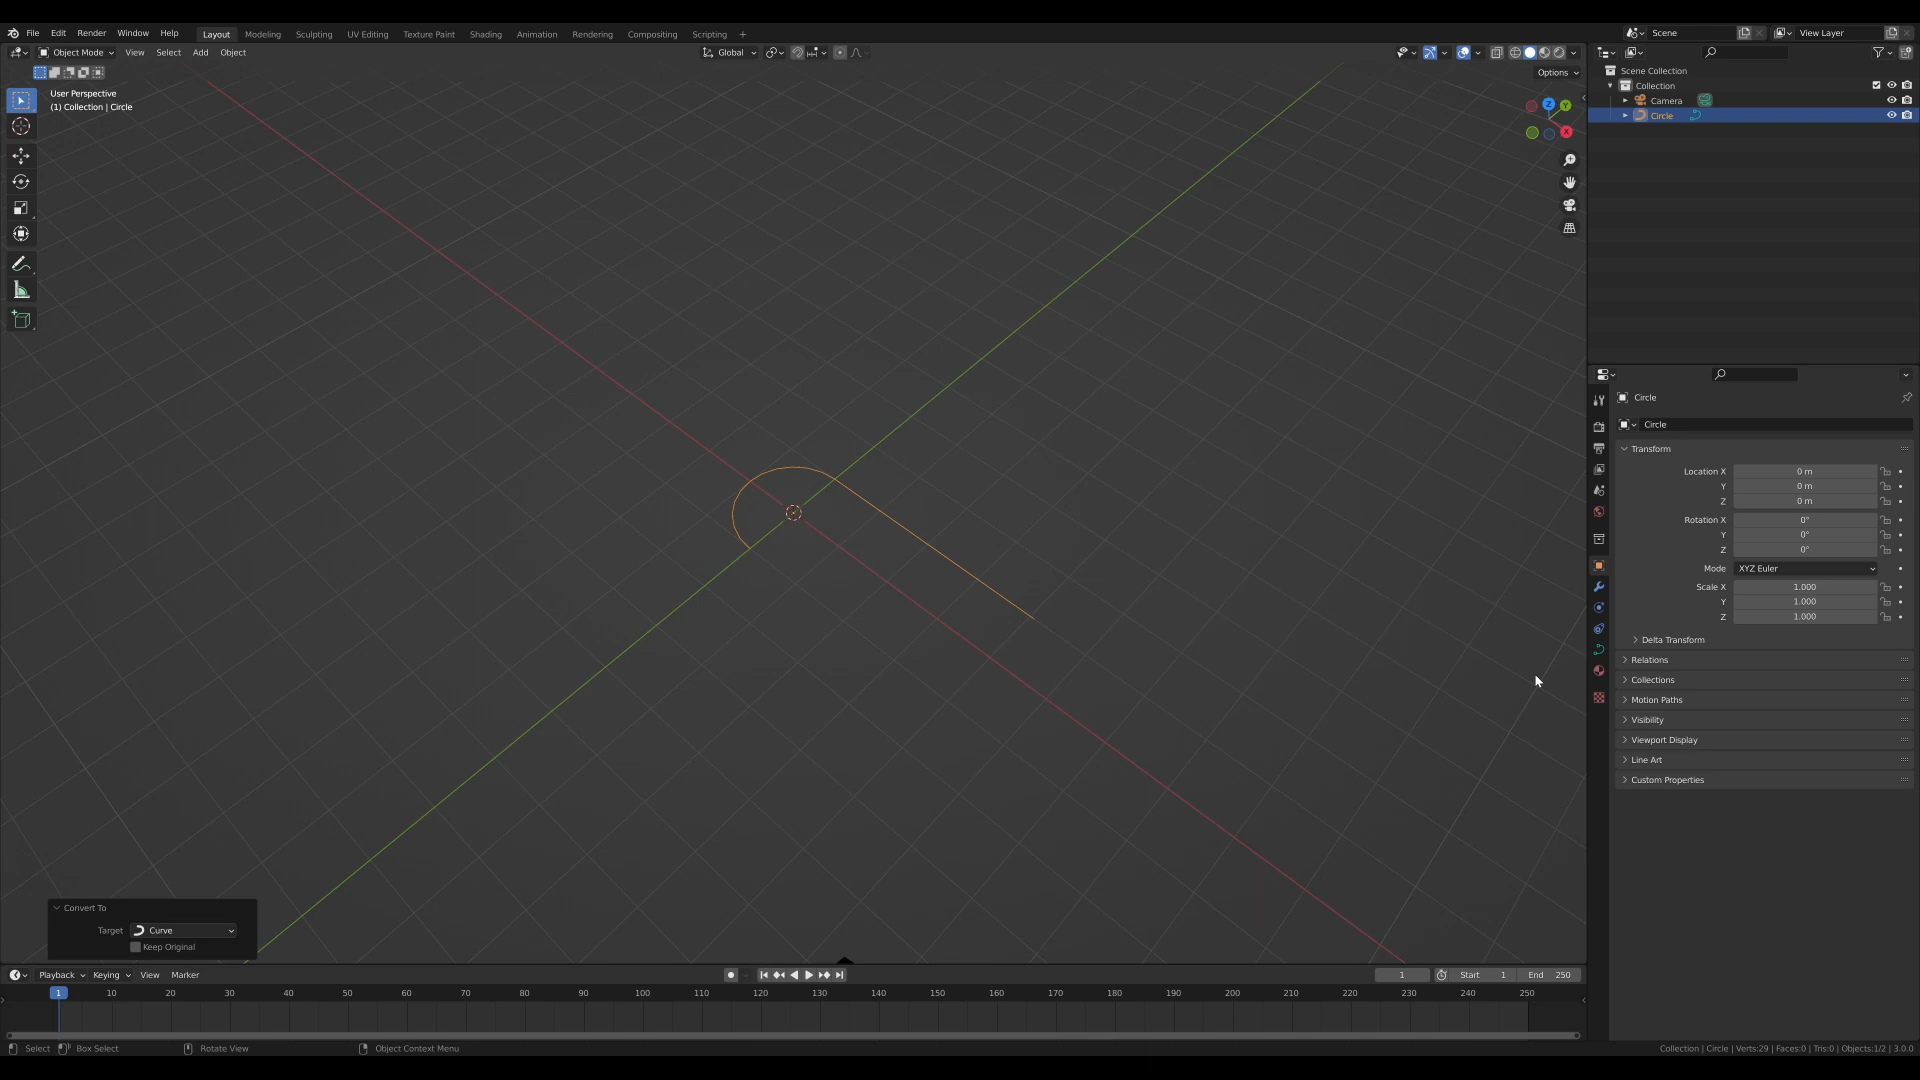 File Edit Render Window Help Layout Modeling Sculpting UV Editing Texture Paint Shading Animation Rendering Compositing Scripting + Scene View Layer
Object Mode View Select Add Object Global
Options
User Perspective
(1) Collection | Circle
Z
Y
X
Scene Collection
Collection
Camera
Circle
Circle
Circle
Transform
Location X 0 m
Y 0 m
Z 0 m
Rotation X 0°
Y 0°
Z 0°
Mode XYZ Euler
Scale X 1.000
Y 1.000
Z 1.000
Delta Transform
Relations
Collections
Motion Paths
Visibility
Viewport Display
Line Art
Custom Properties
Convert To
Target Curve
Keep Original
Playback Keying View Marker 1 Start 1 End 250
1 10 20 30 40 50 60 70 80 90 100 110 120 130 140 150 160 170 180 190 200 210 220 230 240 250
Select Box Select Rotate View Object Context Menu Collection | Circle | Verts:29 | Faces:0 | Tris:0 | Objects:1/2 | 3.0.0